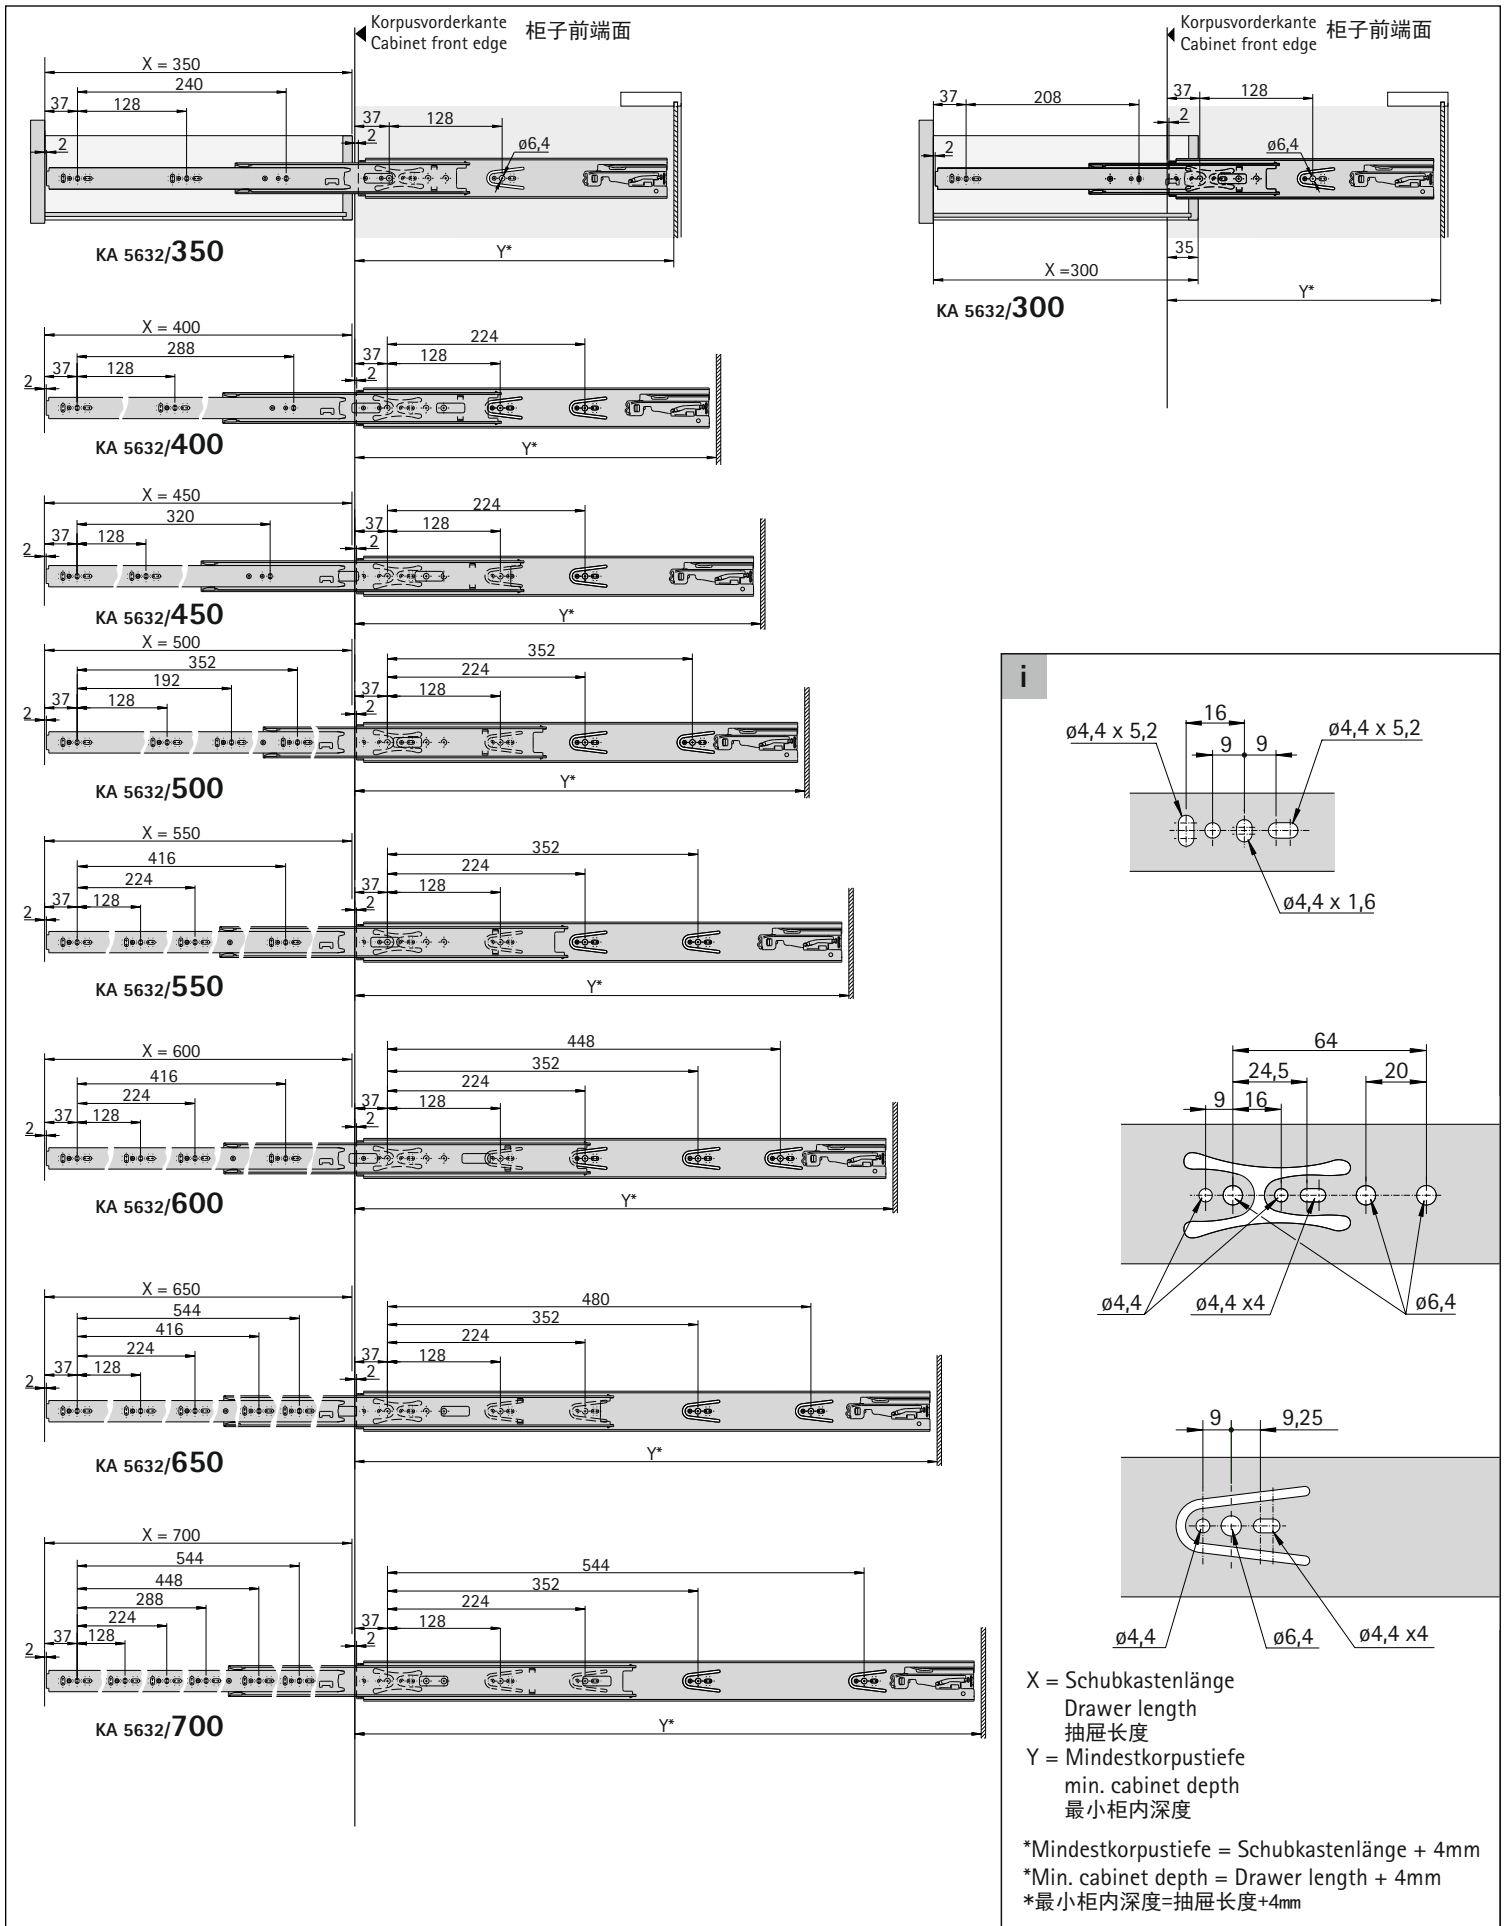 Korpusvorderkante
Cabinet front edge
柜子前端面
X = 350
240
37
128
2
37
128
2
ø6,4
Y*
KA 5632/350
Korpusvorderkante
Cabinet front edge
柜子前端面
37
208
2
37
128
2
ø6,4
35
X =300
Y*
KA 5632/300
X = 400
288
37
128
2
224
37
128
2
Y*
KA 5632/400
X = 450
320
37
128
2
224
37
128
2
Y*
KA 5632/450
X = 500
352
192
37
128
2
352
224
37
128
2
Y*
KA 5632/500
X = 550
416
224
37
128
2
352
224
37
128
2
Y*
KA 5632/550
X = 600
416
224
37
128
2
448
352
224
37
128
2
Y*
KA 5632/600
X = 650
544
416
224
37
128
2
480
352
224
37
128
2
Y*
KA 5632/650
X = 700
544
448
288
224
37
128
2
544
352
224
37
128
2
Y*
KA 5632/700
i
16
ø4,4 x 5,2
9
9
ø4,4 x 5,2
ø4,4 x 1,6
64
24,5
20
9
16
ø4,4
ø4,4 x4
ø6,4
9
9,25
ø4,4
ø6,4
ø4,4 x4
X = Schubkastenlänge
Drawer length
抽屉长度
Y = Mindestkorpustiefe
min. cabinet depth
最小柜内深度
*Mindestkorpustiefe = Schubkastenlänge + 4mm
*Min. cabinet depth = Drawer length + 4mm
*最小柜内深度=抽屉长度+4mm